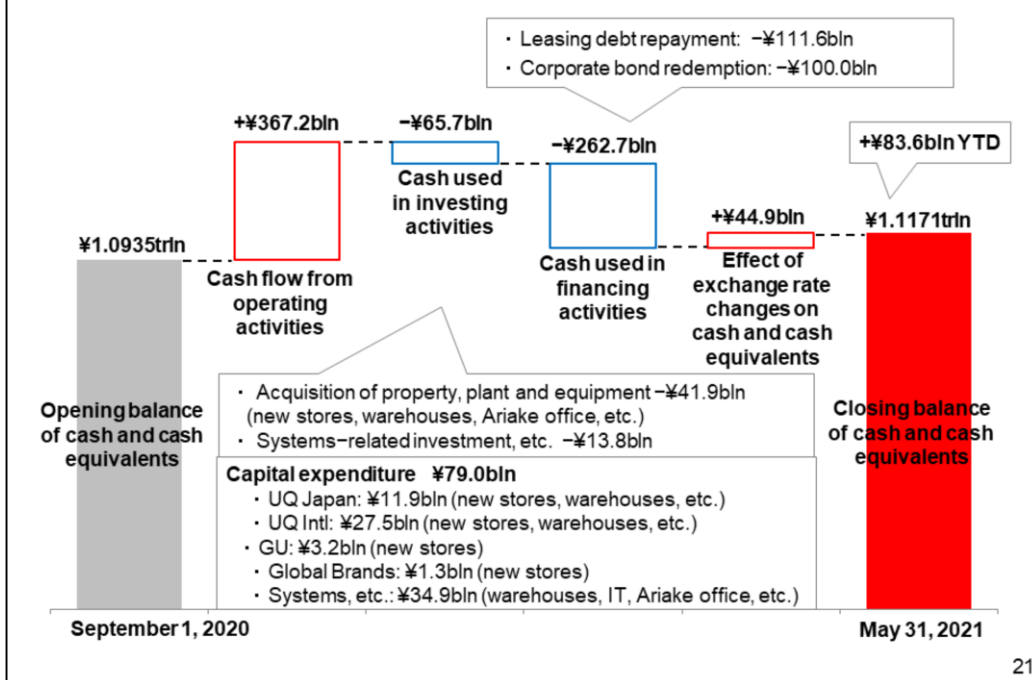 · Leasing debt repayment: −¥111.6bln
· Corporate bond redemption: −¥100.0bln
+¥367.2bln
−¥65.7bln
−¥262.7bln
+¥83.6bln YTD
Cash used
in investing
activities
¥1.0935trln
+¥44.9bln
¥1.1171trln
Cash flow from
operating
activities
Cash used in
financing
activities
Effect of
exchange rate
changes on
cash and cash
equivalents
· Acquisition of property, plant and equipment −¥41.9bln
(new stores, warehouses, Ariake office, etc.)
· Systems−related investment, etc. −¥13.8bln
Opening balance
of cash and cash
equivalents
Closing balance
of cash and cash
equivalents
Capital expenditure ¥79.0bln
· UQ Japan: ¥11.9bln (new stores, warehouses, etc.)
· UQ Intl: ¥27.5bln (new stores, warehouses, etc.)
· GU: ¥3.2bln (new stores)
· Global Brands: ¥1.3bln (new stores)
· Systems, etc.: ¥34.9bln (warehouses, IT, Ariake office, etc.)
September 1, 2020
May 31, 2021
21